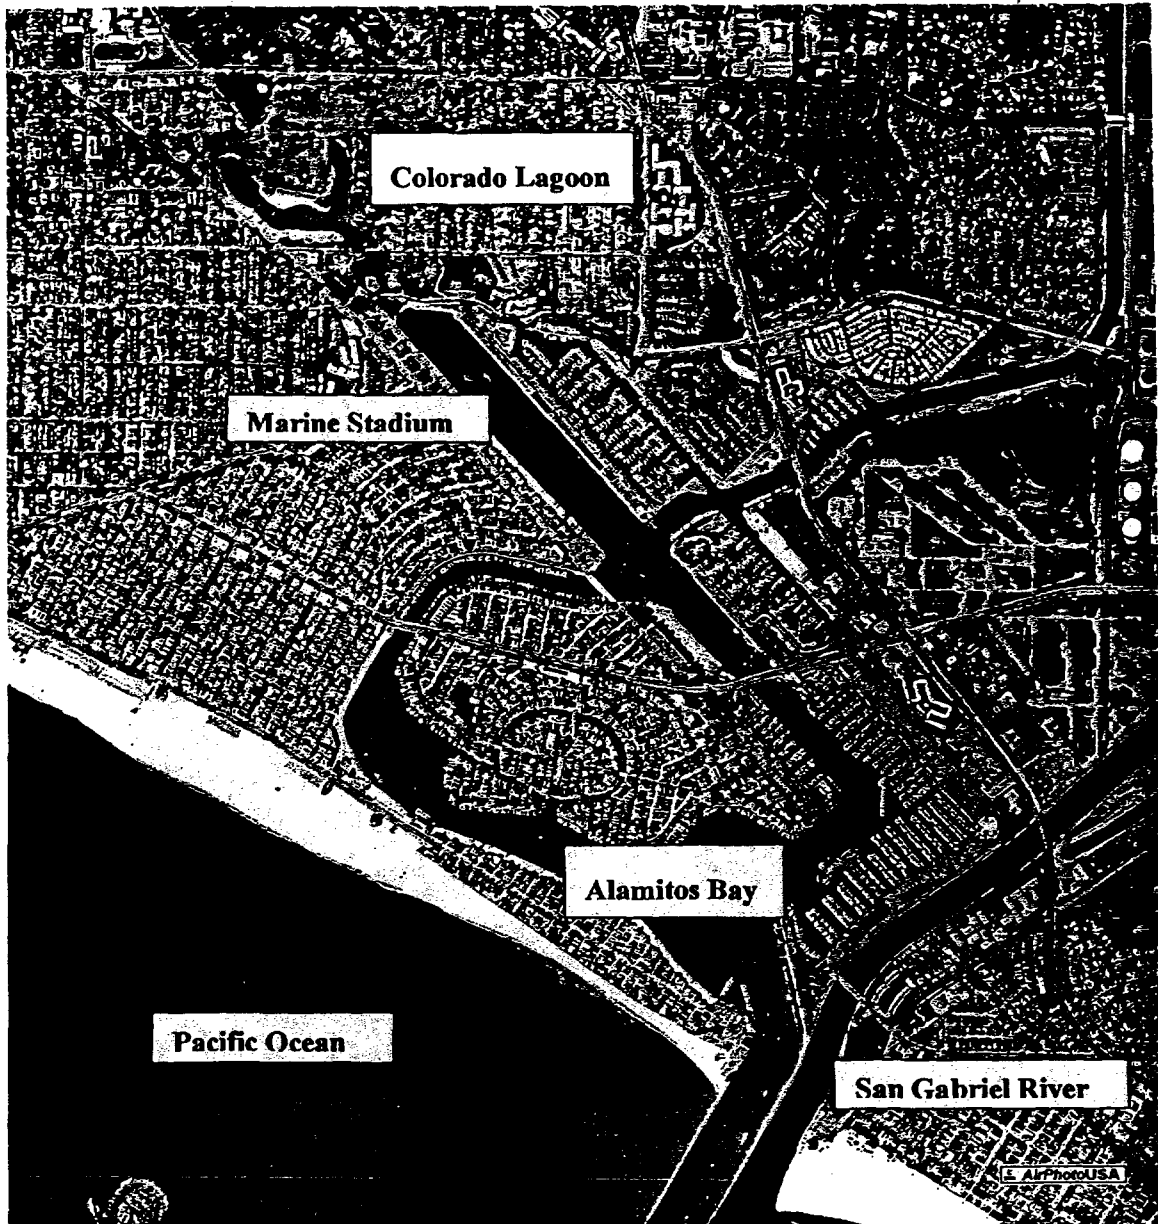 Colorado Lagoon
Marine Stadium
Alamitos Bay
Pacific Ocean
San Gabriel River
AirPhotoUSA